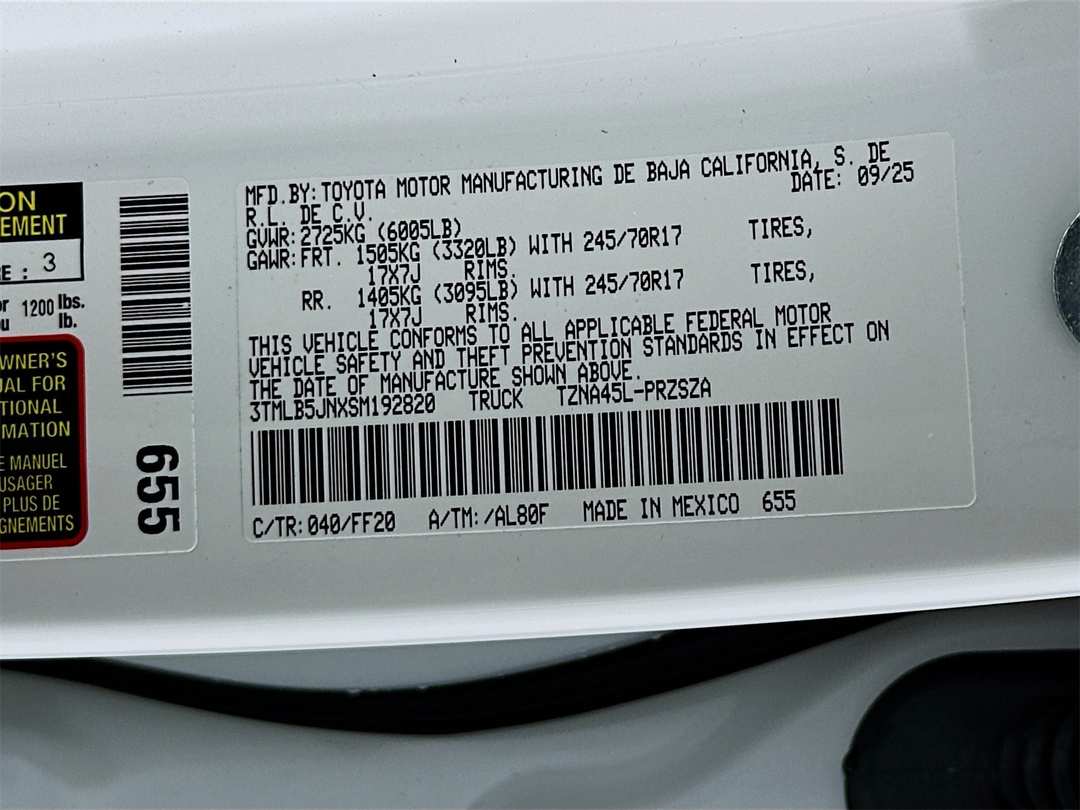 ON
EMENT
E : 3
or 1200 lbs.
u lb.
WNER'S
UAL FOR
TIONAL
MATION
E MANUEL
USAGER
PLUS DE
GNEMENTS
655
MFD.BY:TOYOTA MOTOR MANUFACTURING DE BAJA CALIFORNIA, S. DE
R.L. DE C.V. DATE: 09/25
GVWR:2725KG (6005LB)
GAWR:FRT. 1505KG (3320LB) WITH 245/70R17 TIRES,
17X7J RIMS.
RR. 1405KG (3095LB) WITH 245/70R17 TIRES,
17X7J RIMS.
THIS VEHICLE CONFORMS TO ALL APPLICABLE FEDERAL MOTOR
VEHICLE SAFETY AND THEFT PREVENTION STANDARDS IN EFFECT ON
THE DATE OF MANUFACTURE SHOWN ABOVE.
3TMLB5JNXSM192820 TRUCK TZNA45L-PRZSZA
C/TR:040/FF20 A/TM:/AL80F MADE IN MEXICO 655